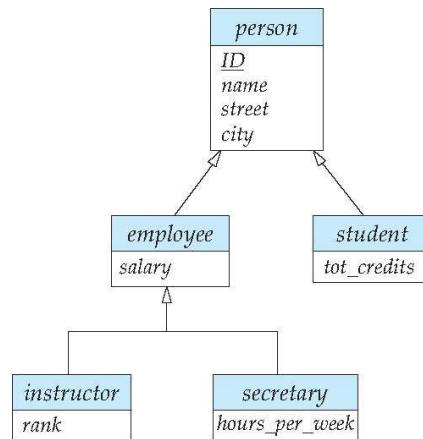 person
ID
name
street
city
employee
salary
student
tot_credits
instructor
rank
secretary
hours_per_week